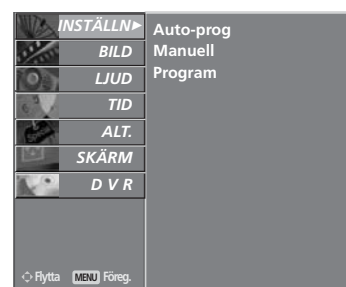 INSTÄLLN
BILD
LJUD
TID
ALT.
SKÄRM
D V R
Auto-prog
Manuell
Program
Flytta MENU Föreg.